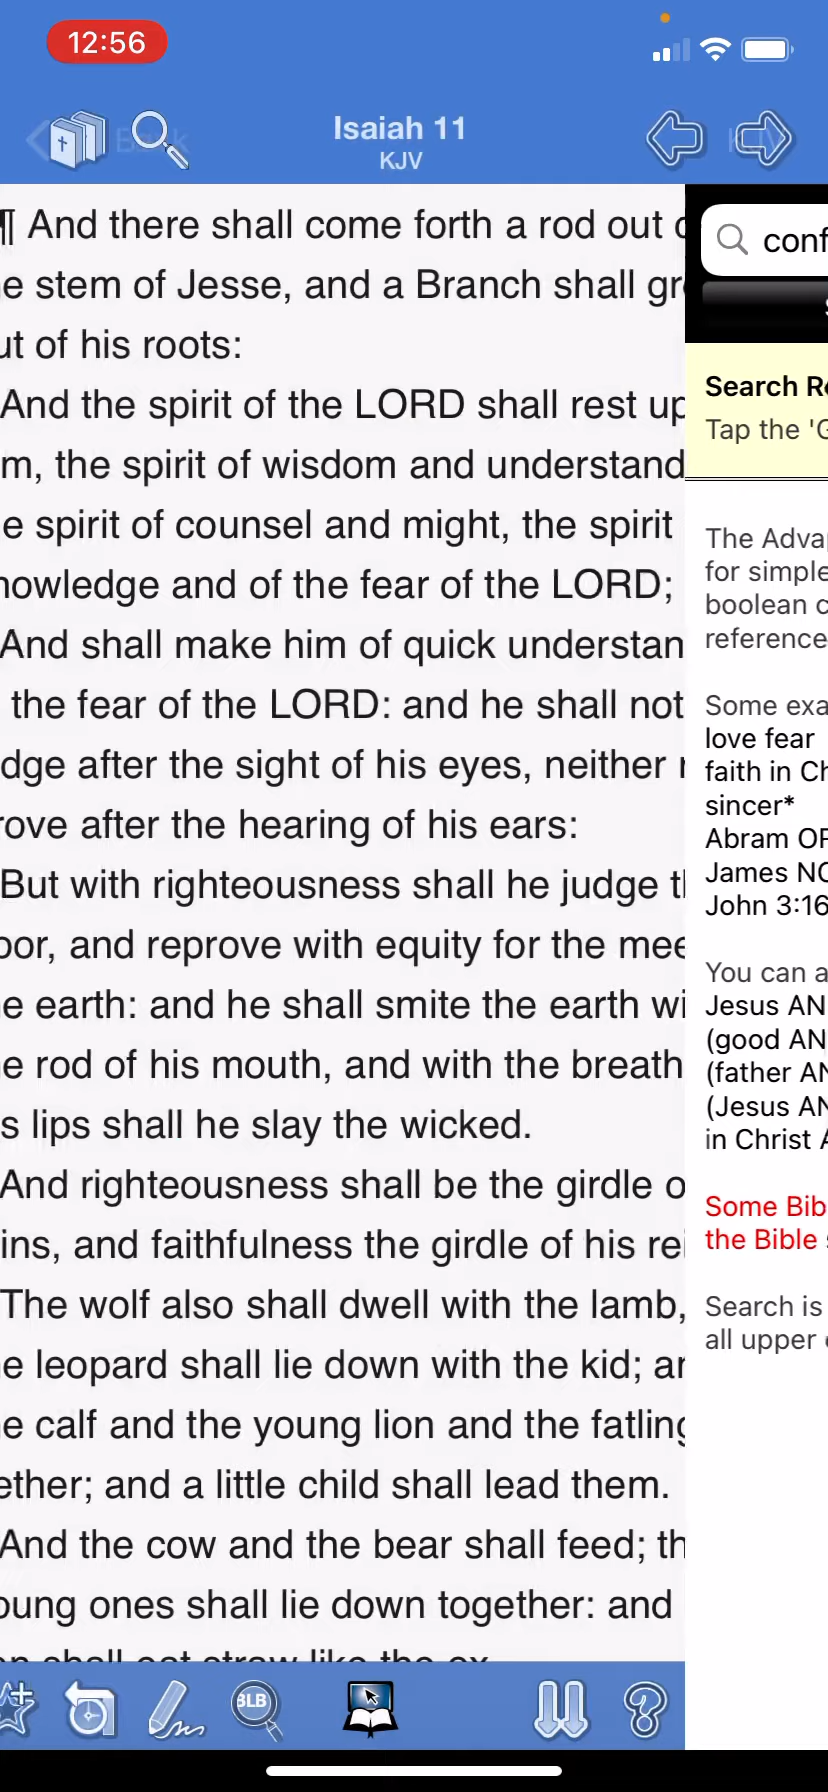 12:56
Back
Isaiah 11
KJV
¶ And there shall come forth a rod out
e stem of Jesse, and a Branch shall gr
ut of his roots:
And the spirit of the LORD shall rest up
m, the spirit of wisdom and understand
e spirit of counsel and might, the spirit
nowledge and of the fear of the LORD;
And shall make him of quick understan
the fear of the LORD: and he shall not
dge after the sight of his eyes, neither
rove after the hearing of his ears:
But with righteousness shall he judge t
oor, and reprove with equity for the mee
e earth: and he shall smite the earth wi
e rod of his mouth, and with the breath
s lips shall he slay the wicked.
And righteousness shall be the girdle o
ins, and faithfulness the girdle of his rei
The wolf also shall dwell with the lamb,
e leopard shall lie down with the kid; an
e calf and the young lion and the fatling
ether; and a little child shall lead them.
And the cow and the bear shall feed; th
oung ones shall lie down together: and
n shall eat straw like the ox
BLB
conf
Search Re
Tap the 'G
The Adva
for simple
boolean c
reference
Some exa
love fear
faith in Ch
sincer*
Abram OR
James NO
John 3:16
You can a
Jesus AN
(good AN
(father AN
(Jesus AN
in Christ A
Some Bib
the Bible s
Search is
all upper c